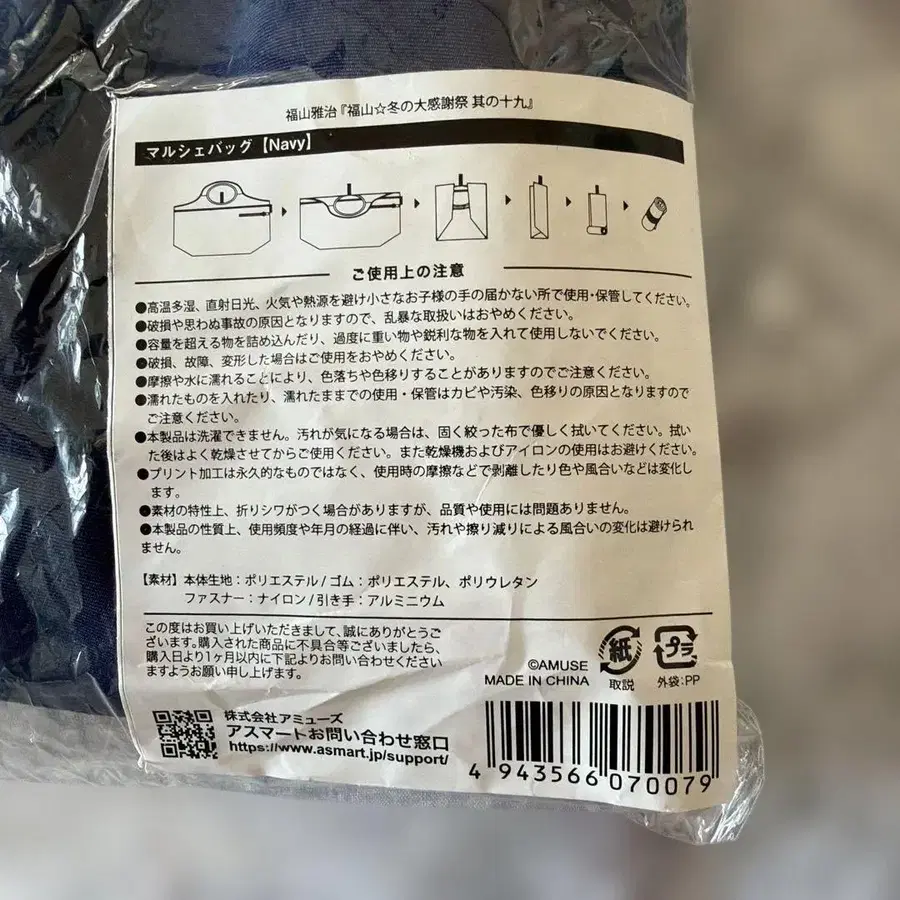 福山雅治『福山☆冬の大感謝祭 其の十九』
マルシェバッグ【Navy】
ご使用上の注意
●高温多湿、直射日光、火気や熱源を避け小さなお子様の手の届かない所で使用・保管してください。
●破損や思わぬ事故の原因となりますので、乱暴な取扱いはおやめください。
●容量を超える物を詰め込んだり、過度に重い物や鋭利な物を入れて使用しないでください。
●破損、故障、変形した場合はご使用をおやめください。
●摩擦や水に濡れることにより、色落ちや色移りすることがありますのでご注意ください。
●濡れたものを入れたり、濡れたままでの使用・保管はカビや汚染、色移りの原因となりますので
ご注意ください。
●本製品は洗濯できません。汚れが気になる場合は、固く絞った布で優しく拭いてください。拭い
た後はよく乾燥させてからご使用ください。また乾燥機およびアイロンの使用はお避けください。
●プリント加工は永久的なものではなく、使用時の摩擦などで剥離したり色や風合いなどは変化し
ます。
●素材の特性上、折りシワがつく場合がありますが、品質や使用には問題ありません。
●本製品の性質上、使用頻度や年月の経過に伴い、汚れや擦り減りによる風合いの変化は避けられ
ません。
【素材】本体生地：ポリエステル/ゴム：ポリエステル、ポリウレタン
ファスナー：ナイロン/引き手：アルミニウム
この度はお買い上げいただきまして、誠にありがとうご
ざいます。購入された商品に不具合等ございましたら、
購入日より1ヶ月以内に下記よりお問い合わせください
ますようお願い申し上げます。
©AMUSE
MADE IN CHINA
紙
取説
プラ
外袋:PP
株式会社アミューズ
アスマートお問い合わせ窓口
https://www.asmart.jp/support/
4 943566 070079